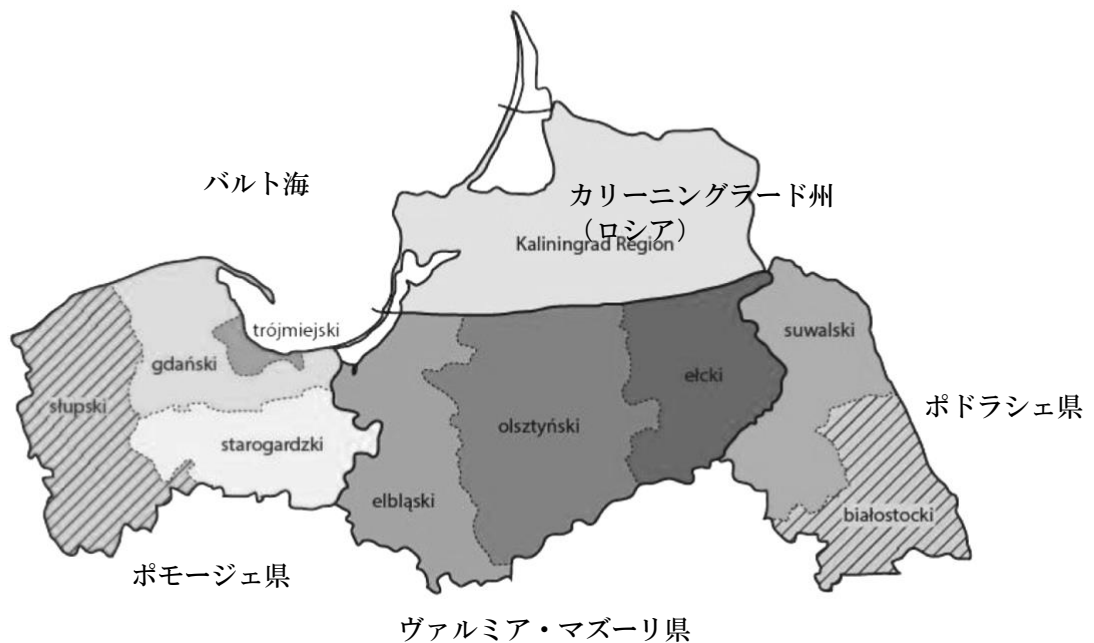 バルト海
カリーニングラード州
（ロシア）
Kaliningrad Region
trójmiejski
suwalski
gdański
ełcki
słupski
ポドラシェ県
olsztyński
starogardzki
elbląski
białostocki
ポモージェ県
ヴァルミア・マズーリ県